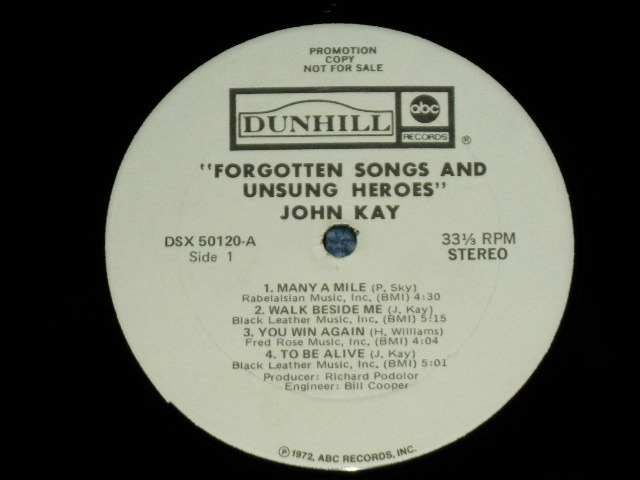 PROMOTION
COPY
NOT FOR SALE
DUNHILL abc
RECORDS ®
"FORGOTTEN SONGS AND
UNSUNG HEROES"
JOHN KAY
DSX 50120-A 33⅓ RPM
Side 1 STEREO
1. MANY A MILE (P. Sky)
Rabelaisian Music, Inc. (BMI) 4:30
2. WALK BESIDE ME (J. Kay)
Black Leather Music, Inc. (BMI) 5:15
3. YOU WIN AGAIN (H. Williams)
Fred Rose Music, Inc. (BMI) 4:04
4. TO BE ALIVE (J. Kay)
Black Leather Music, Inc. (BMI) 5:01
Producer: Richard Podolor
Engineer: Bill Cooper
℗1972, ABC RECORDS, INC.